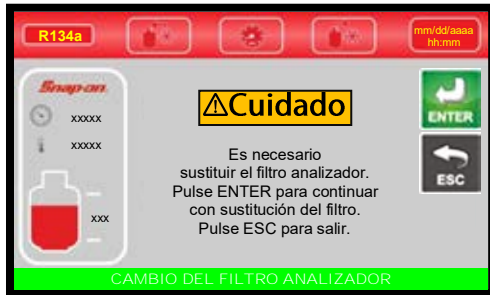 R134a
mm/dd/aaaa
hh:mm
Snap-on
xxxxx
xxxxx
xxx
⚠Cuidado
Es necesario
sustituir el filtro analizador.
Pulse ENTER para continuar
con sustitución del filtro.
Pulse ESC para salir.
ENTER
ESC
CAMBIO DEL FILTRO ANALIZADOR